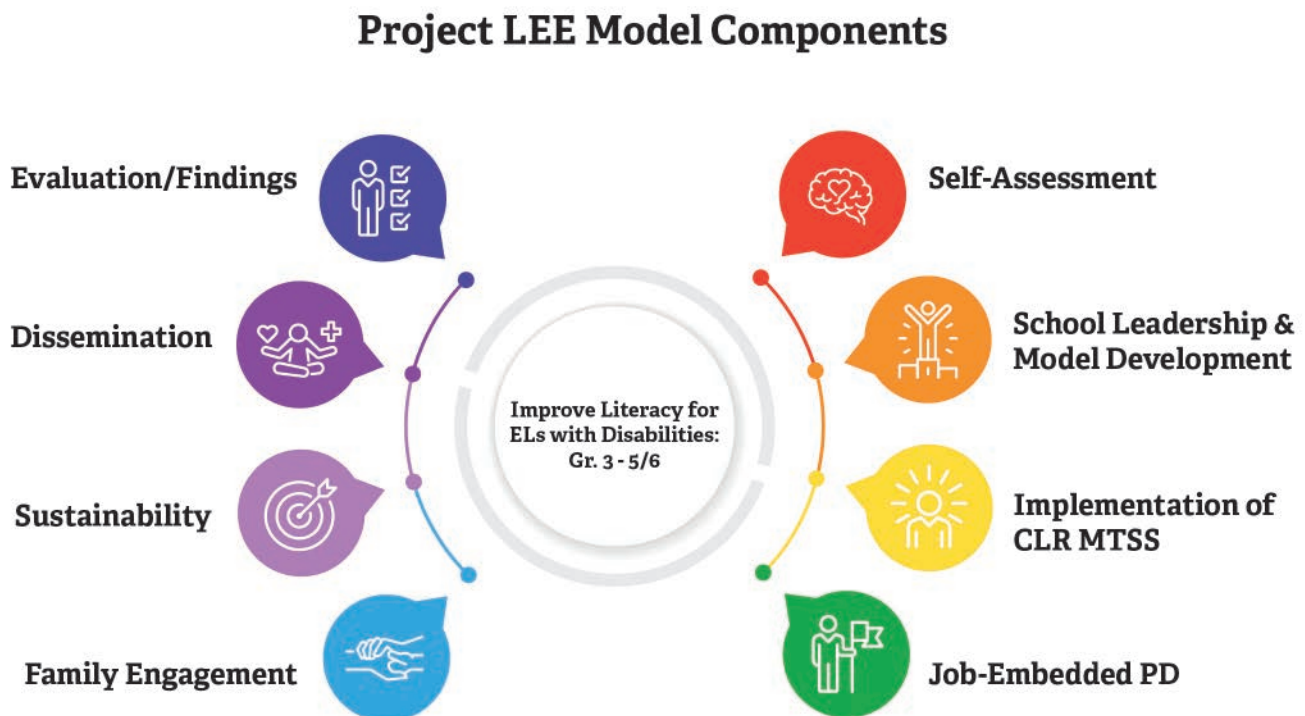 Project LEE Model Components
Evaluation/Findings
Dissemination
Sustainability
Family Engagement
Improve Literacy for
ELs with Disabilities:
Gr. 3 - 5/6
Self-Assessment
School Leadership &
Model Development
Implementation of
CLR MTSS
Job-Embedded PD